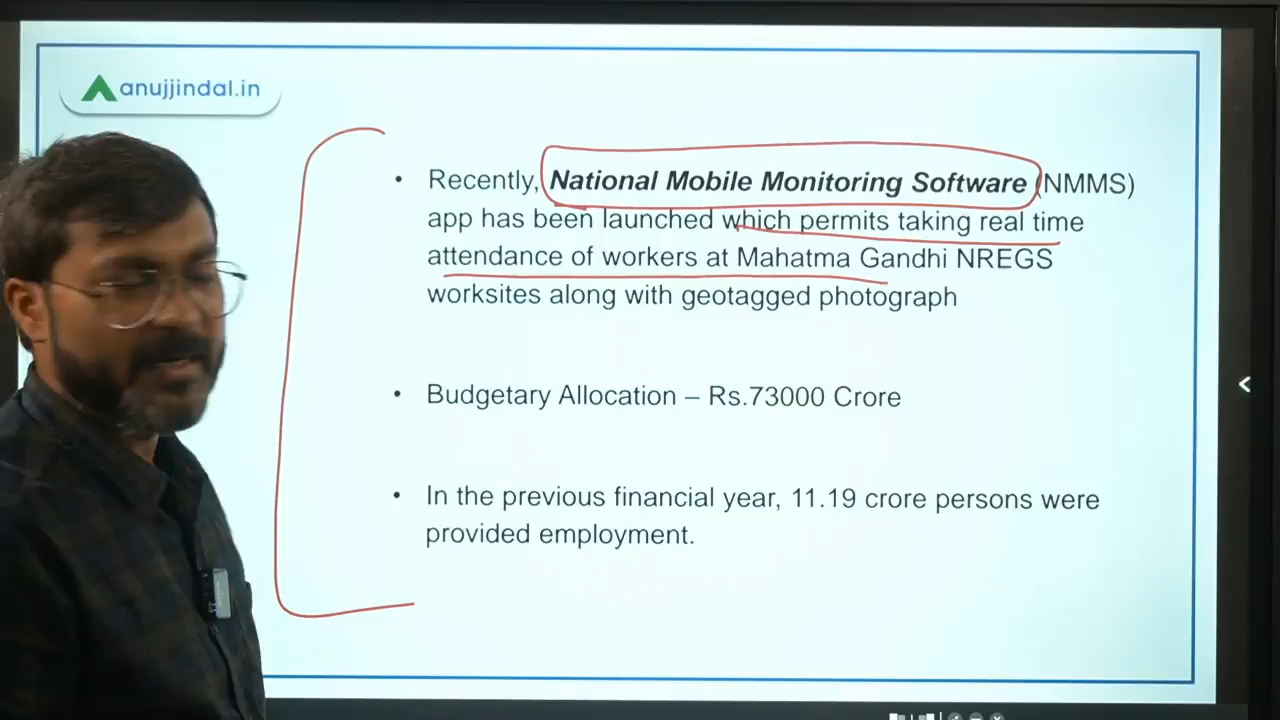 anujjindal.in
• Recently, National Mobile Monitoring Software (NMMS)
app has been launched which permits taking real time
attendance of workers at Mahatma Gandhi NREGS
worksites along with geotagged photograph
• Budgetary Allocation – Rs.73000 Crore
• In the previous financial year, 11.19 crore persons were
provided employment.